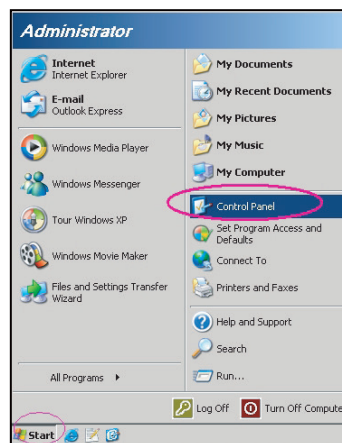 Administrator
Internet
Internet Explorer
E-mail
Outlook Express
Windows Media Player
Windows Messenger
Tour Windows XP
Windows Movie Maker
Files and Settings Transfer
Wizard
All Programs
My Documents
My Recent Documents
My Pictures
My Music
My Computer
Control Panel
Set Program Access and
Defaults
Connect To
Printers and Faxes
Help and Support
Search
Run...
Log Off
Turn Off Compute
Start